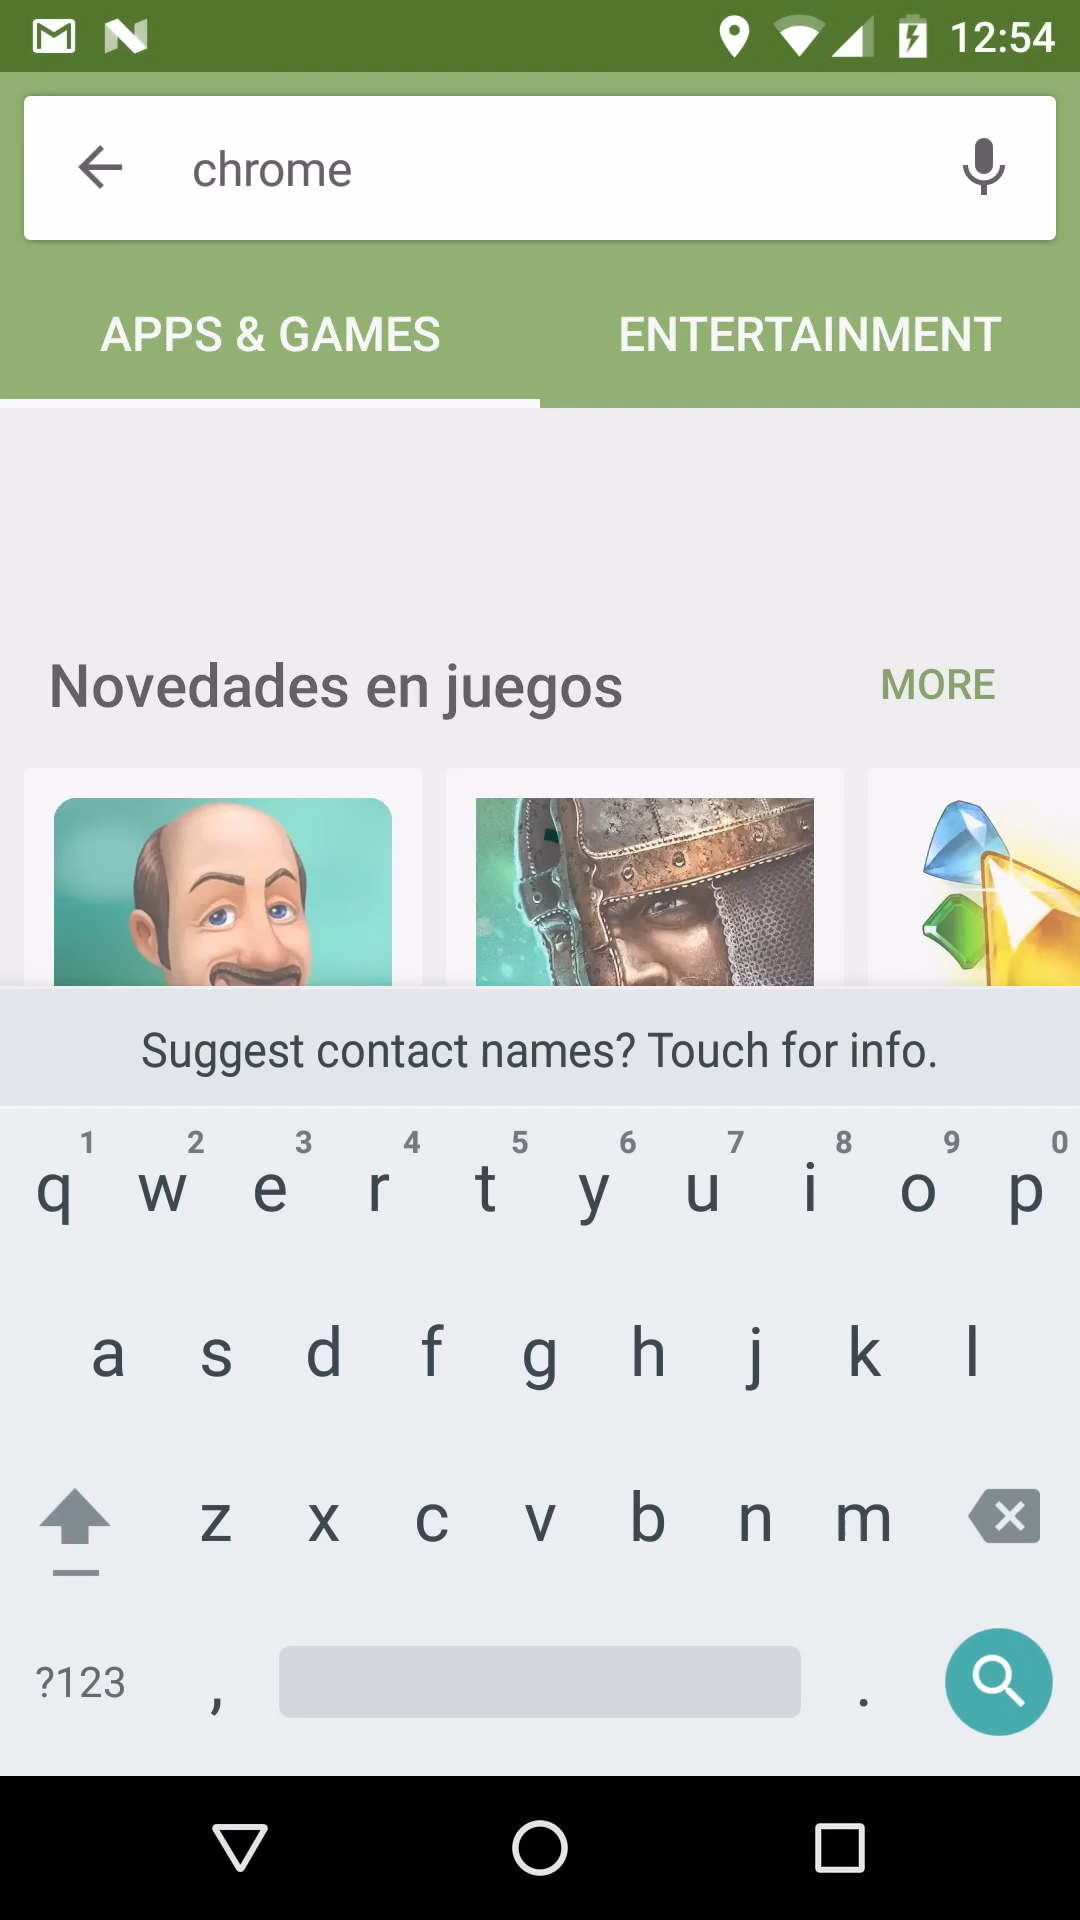 12:54
chrome
APPS & GAMES ENTERTAINMENT
Novedades en juegos MORE
Suggest contact names? Touch for info.
1 2 3 4 5 6 7 8 9 0
q w e r t y u i o p
a s d f g h j k l
z x c v b n m
?123 , .